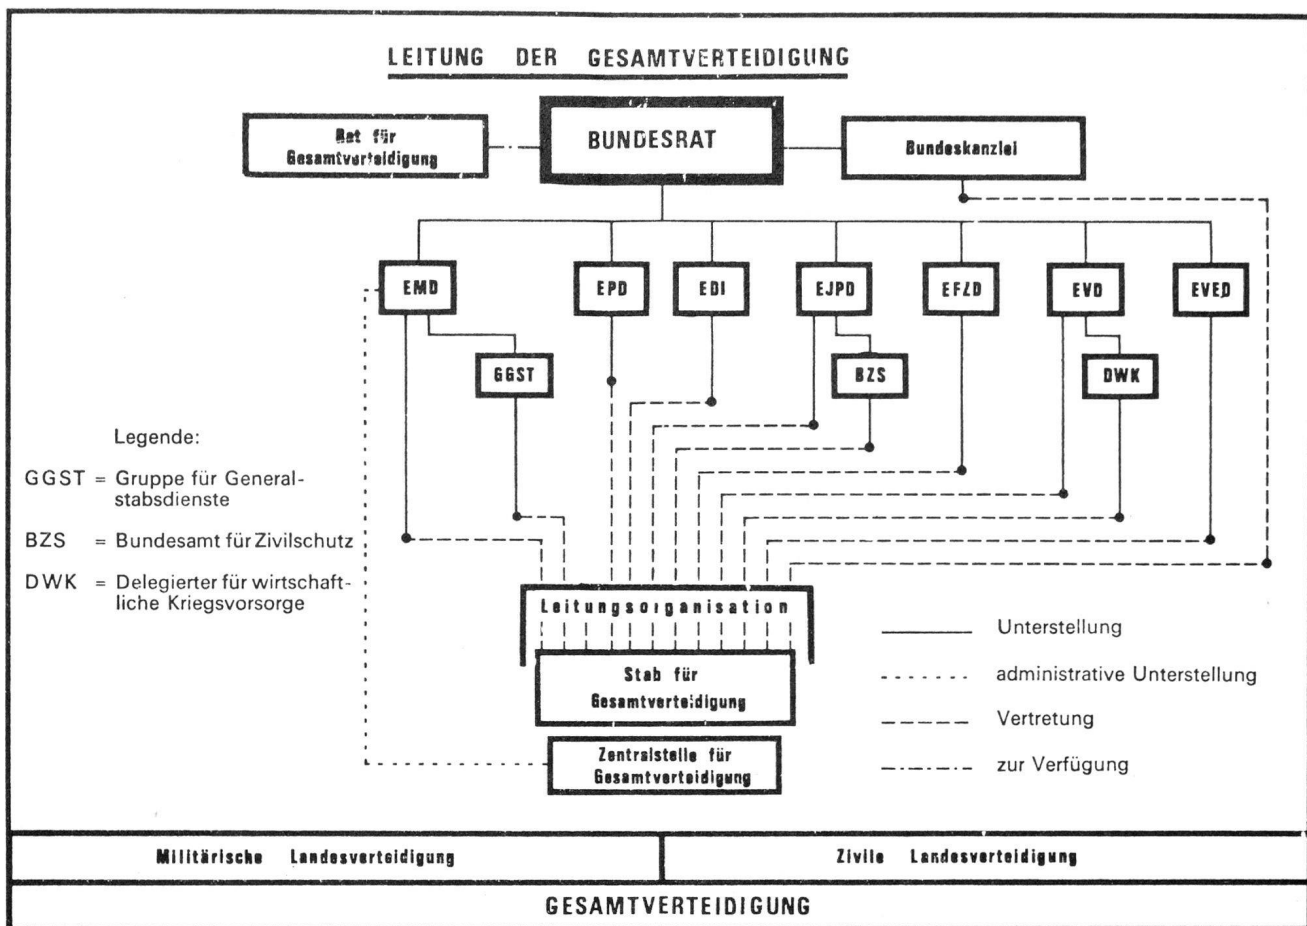 LEITUNG DER GESAMTVERTEIDIGUNG
Rat für
Gesamtverteidigung
BUNDESRAT
Bundeskanzlei
EMD
EPD
EDI
EJPD
EFZD
EVD
EVED
GGST
BZS
DWK
Legende:
GGST = Gruppe für General-
stabsdienste
BZS = Bundesamt für Zivilschutz
DWK = Delegierter für wirtschaft-
liche Kriegsvorsorge
Leitungsorganisation
Stab für
Gesamtverteidigung
Zentralstelle für
Gesamtverteidigung
Unterstellung
administrative Unterstellung
Vertretung
zur Verfügung
Militärische Landesverteidigung
Zivile Landesverteidigung
GESAMTVERTEIDIGUNG